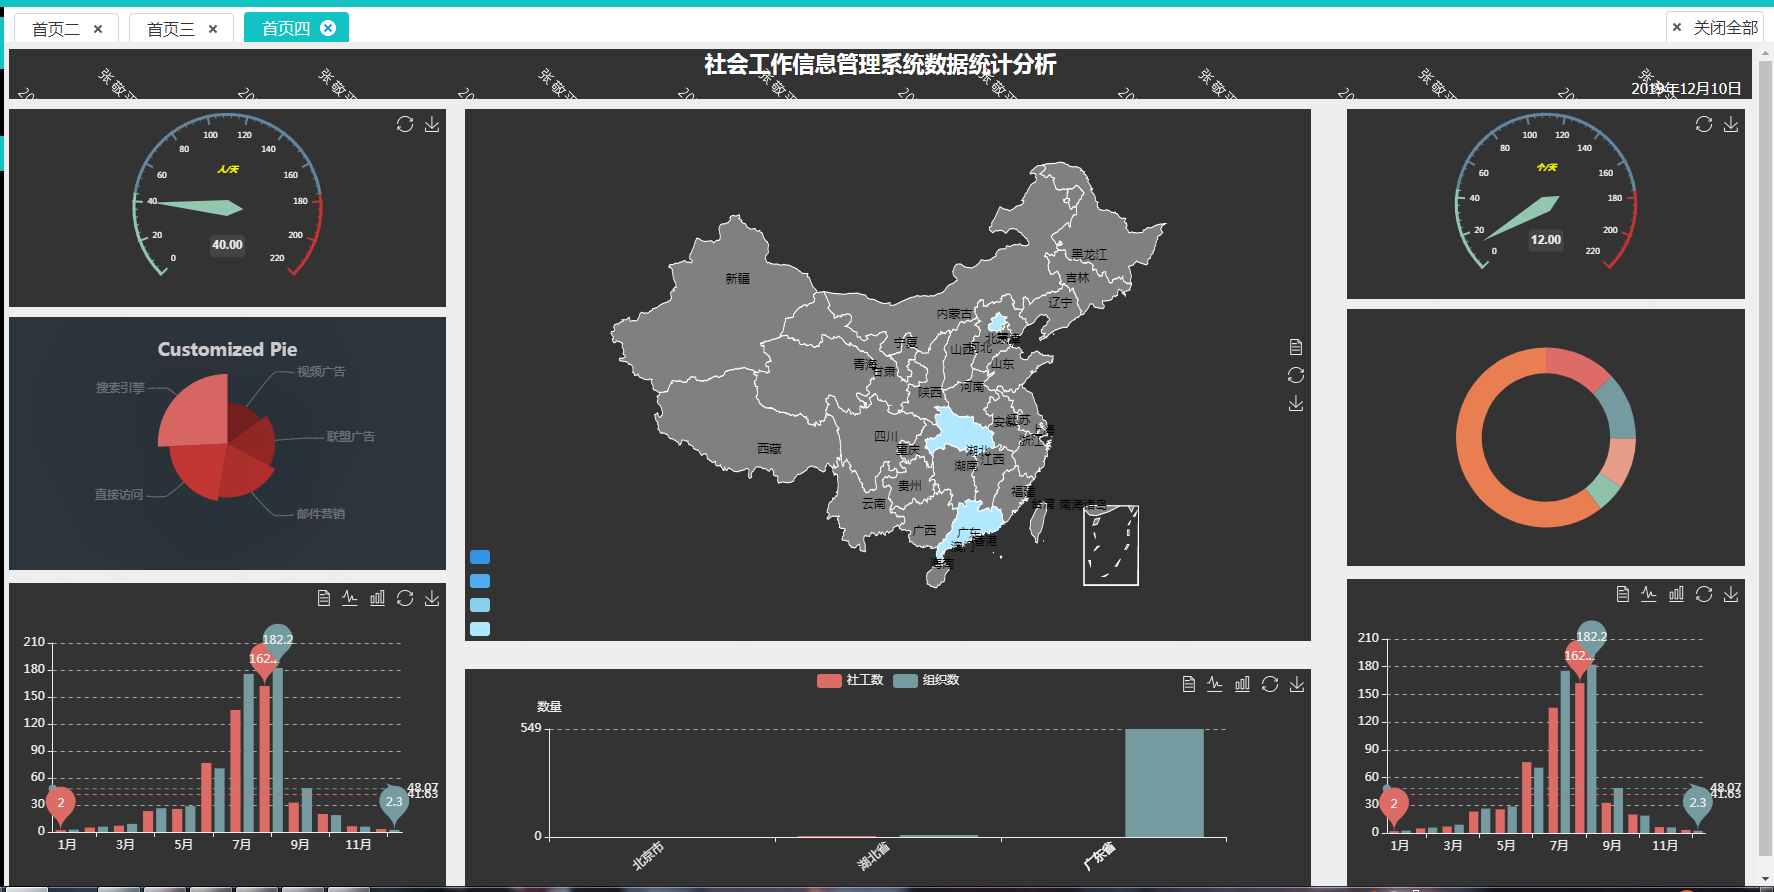 首页二 ×
首页三 ×
首页四 ×
× 关闭全部
社会工作信息管理系统数据统计分析
2019年12月10日
0 20 40 60 80 100 120 140 160 180 200 220
人/天
40.00
Customized Pie
视频广告
搜索引擎
联盟广告
直接访问
邮件营销
210
180
150
120
90
60
30
0
182.2
162...
2
2.3
48.07
41.63
1月 3月 5月 7月 9月 11月
黑龙江
吉林
辽宁
新疆
内蒙古
北京
天津
宁夏
山西
河北
青海
甘肃
山东
陕西
河南
安徽
江苏
上海
浙江
四川
重庆
湖北
西藏
湖南
江西
贵州
福建
云南
台湾
南海诸岛
广西
广东
香港
澳门
海南
社工数 组织数
数量
549
0
北京市 湖北省 广东省
0 20 40 60 80 100 120 140 160 180 200 220
个/天
12.00
210
180
150
120
90
60
30
0
182.2
162...
2
2.3
48.07
41.63
1月 3月 5月 7月 9月 11月